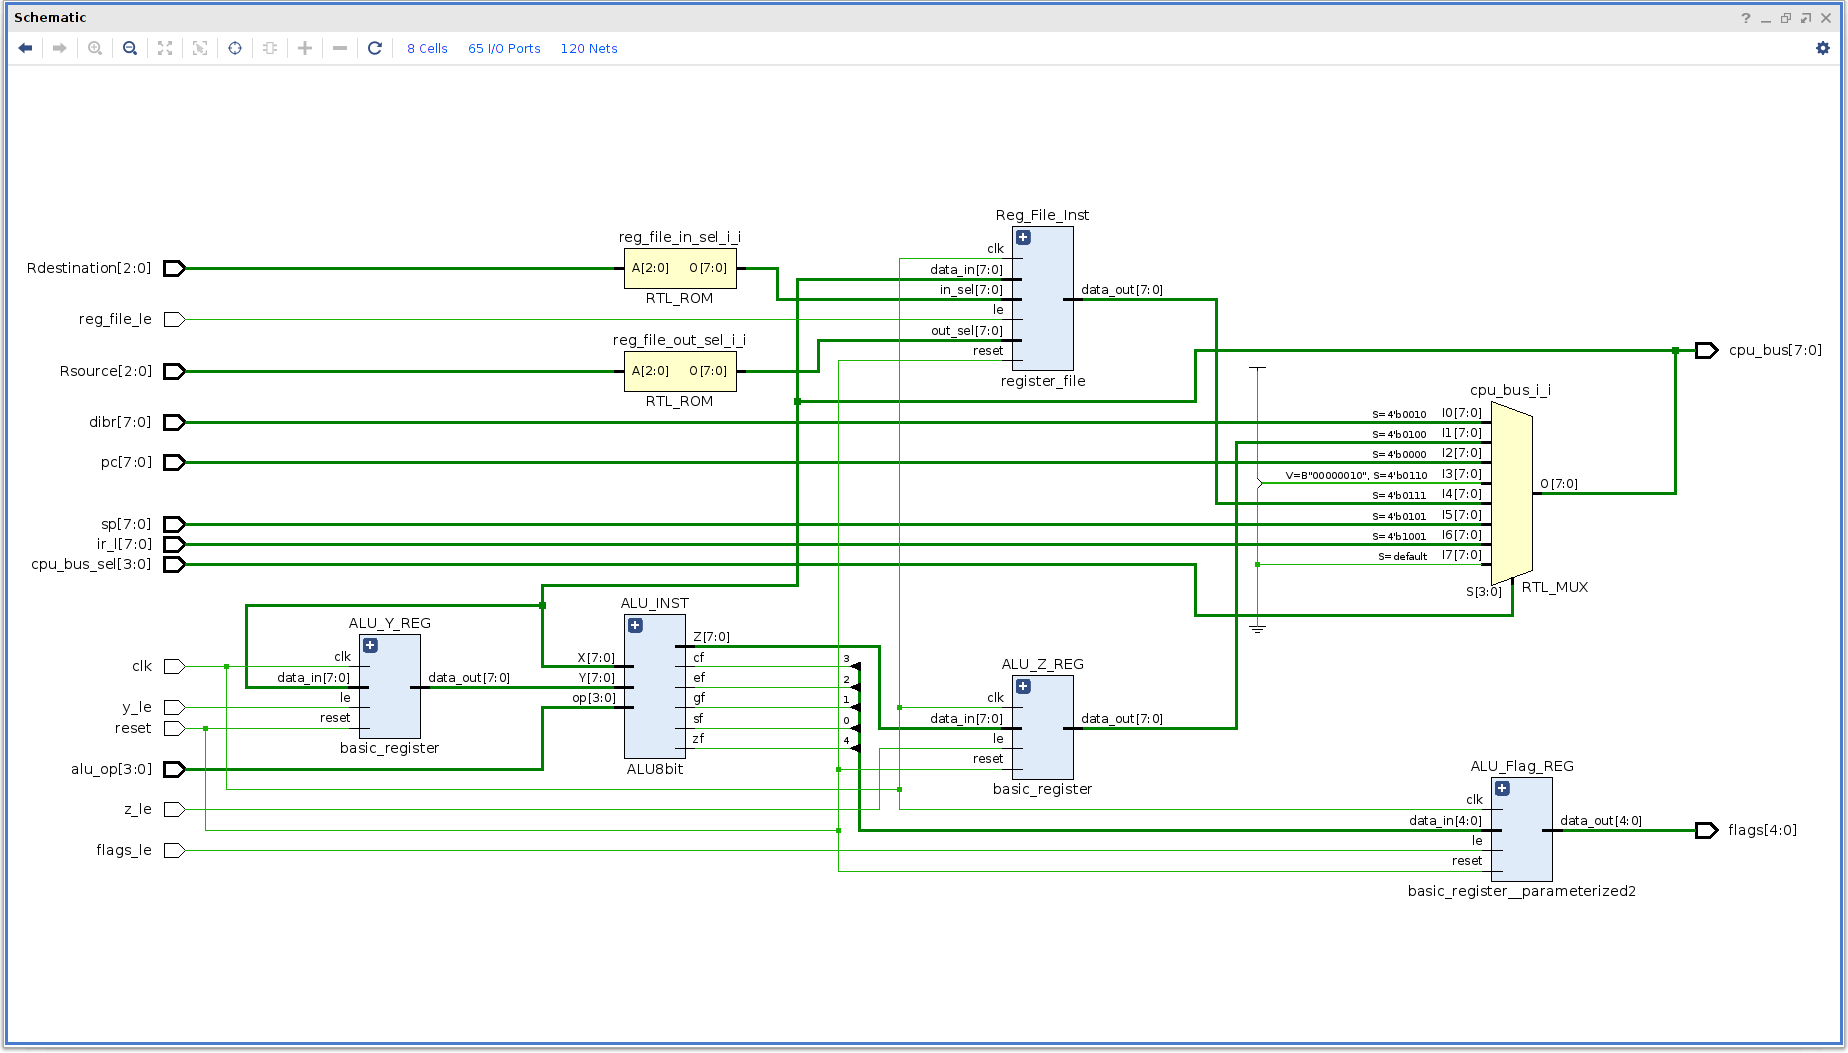 Schematic
?
8 Cells 65 I/O Ports 120 Nets
Reg_File_Inst
reg_file_in_sel_i_i
clk
Rdestination[2:0]
A[2:0] O[7:0]
data_in[7:0]
in_sel[7:0]
data_out[7:0]
RTL_ROM
le
reg_file_le
out_sel[7:0]
reg_file_out_sel_i_i
reset
cpu_bus[7:0]
Rsource[2:0]
A[2:0] O[7:0]
register_file
RTL_ROM
cpu_bus_i_i
dibr[7:0]
S=4'b0010 I0[7:0]
S=4'b0100 I1[7:0]
pc[7:0]
S=4'b0000 I2[7:0]
V=B"00000010", S=4'b0110 I3[7:0]
O[7:0]
S=4'b0111 I4[7:0]
sp[7:0]
S=4'b0101 I5[7:0]
ir_l[7:0]
S=4'b1001 I6[7:0]
cpu_bus_sel[3:0]
S=default I7[7:0]
S[3:0]
RTL_MUX
ALU_INST
ALU_Y_REG
Z[7:0]
clk
clk
X[7:0]
cf
3
ALU_Z_REG
data_in[7:0]
data_out[7:0]
Y[7:0]
ef
2
le
op[3:0]
gf
1
clk
y_le
reset
sf
0
data_in[7:0]
data_out[7:0]
reset
basic_register
zf
4
le
alu_op[3:0]
ALU8bit
reset
ALU_Flag_REG
basic_register
z_le
clk
data_in[4:0]
data_out[4:0]
flags[4:0]
flags_le
le
reset
basic_register__parameterized2